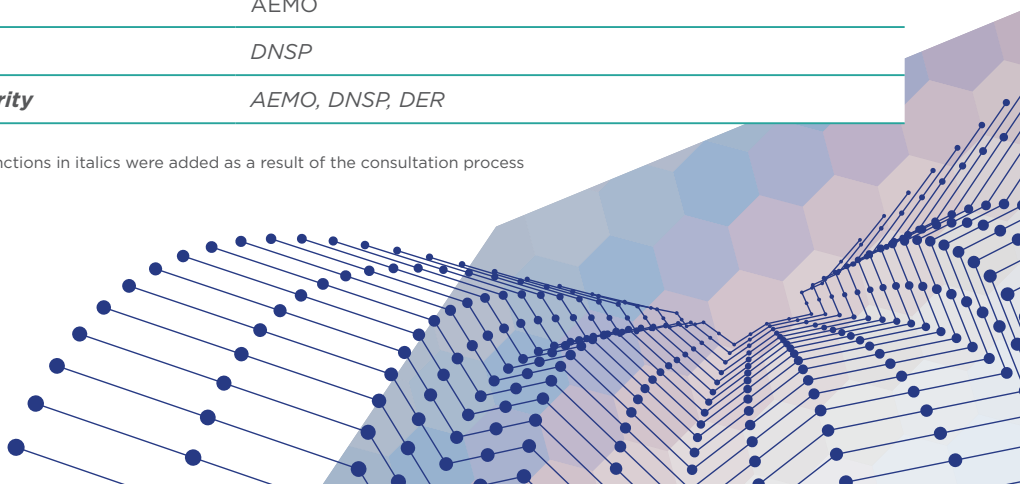 AEMO
DNSP
rity AEMO, DNSP, DER
nctions in italics were added as a result of the consultation process